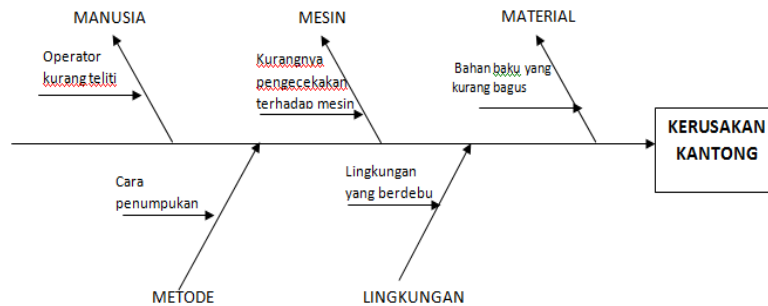 MANUSIA
MESIN
MATERIAL
Operator
kurang teliti
Kurangnya
pengecekakan
terhadap mesin
Bahan baku yang
kurang bagus
KERUSAKAN
KANTONG
Cara
penumpukan
Lingkungan
yang berdebu
METODE
LINGKUNGAN